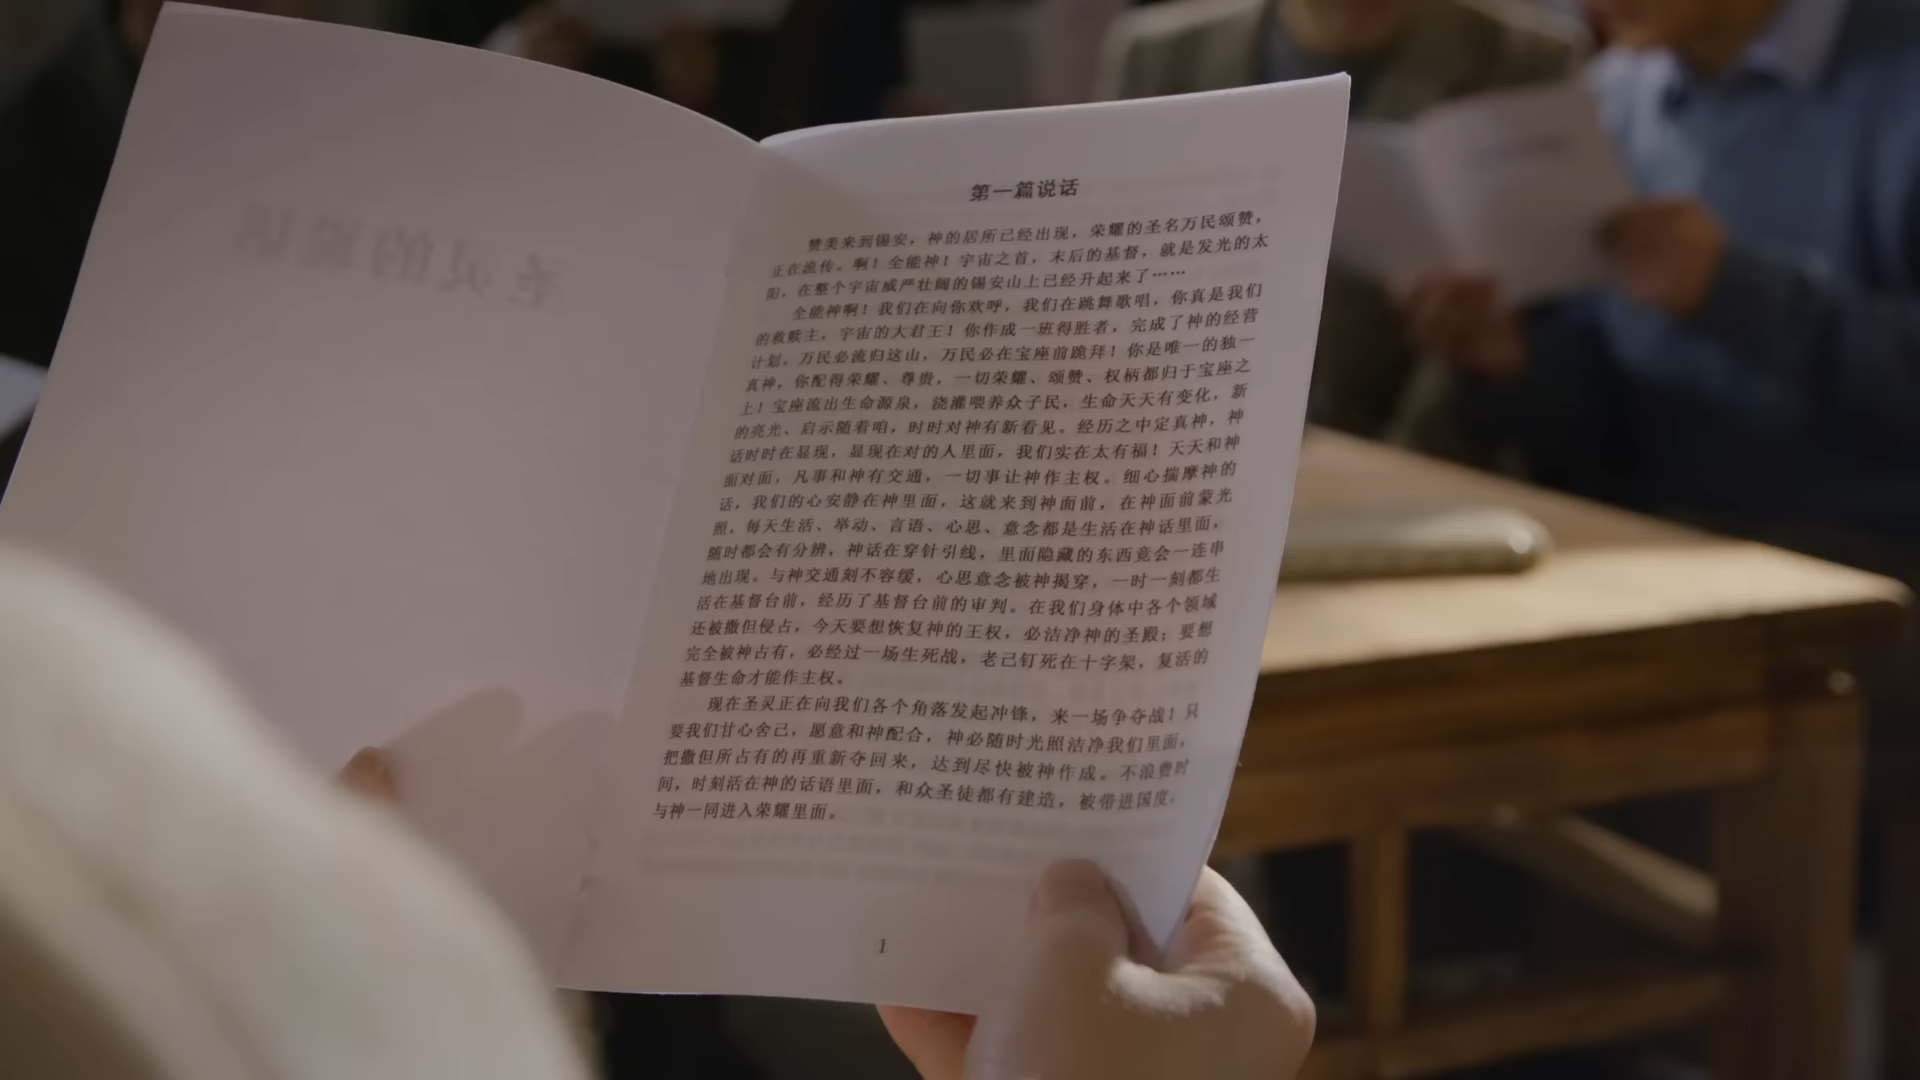 圣灵的说话
第一篇说话
赞美来到锡安，神的居所已经出现，荣耀的圣名万民颂赞，
正在流传。啊！全能神！宇宙之首，末后的基督，就是发光的太
阳，在整个宇宙威严壮阔的锡安山上已经升起来了……
全能神啊！我们在向你欢呼，我们在跳舞歌唱，你真是我们
的救赎主，宇宙的大君王！你作成一班得胜者，完成了神的经营
计划。万民必流归这山，万民必在宝座前跪拜！你是唯一的独一
真神，你配得荣耀、尊贵，一切荣耀、颂赞、权柄都归于宝座之
上！宝座流出生命源泉，浇灌喂养众子民，生命天天有变化，新
的亮光、启示随着咱，时时对神有新看见。经历之中定真神，神
话时时在显现，显现在对的人里面，我们实在太有福！天天和神
面对面，凡事和神有交通，一切事让神作主权。细心揣摩神的
话，我们的心安静在神里面，这就来到神面前，在神面前蒙光
照，每天生活、举动、言语、心思、意念都是生活在神话里面，
随时都会有分辨，神话在穿针引线，里面隐藏的东西竟会一连串
地出现。与神交通刻不容缓，心思意念被神揭穿，一时一刻都生
活在基督台前，经历了基督台前的审判。在我们身体中各个领域
还被撒但侵占，今天要想恢复神的王权，必洁净神的圣殿；要想
完全被神占有，必经过一场生死战，老己钉死在十字架，复活的
基督生命才能作主权。
现在圣灵正在向我们各个角落发起冲锋，来一场争夺战！只
要我们甘心舍己，愿意和神配合，神必随时光照洁净我们里面，
把撒但所占有的再重新夺回来，达到尽快被神作成。不浪费时
间，时刻活在神的话语里面，和众圣徒都有建造，被带进国度，
与神一同进入荣耀里面。
1